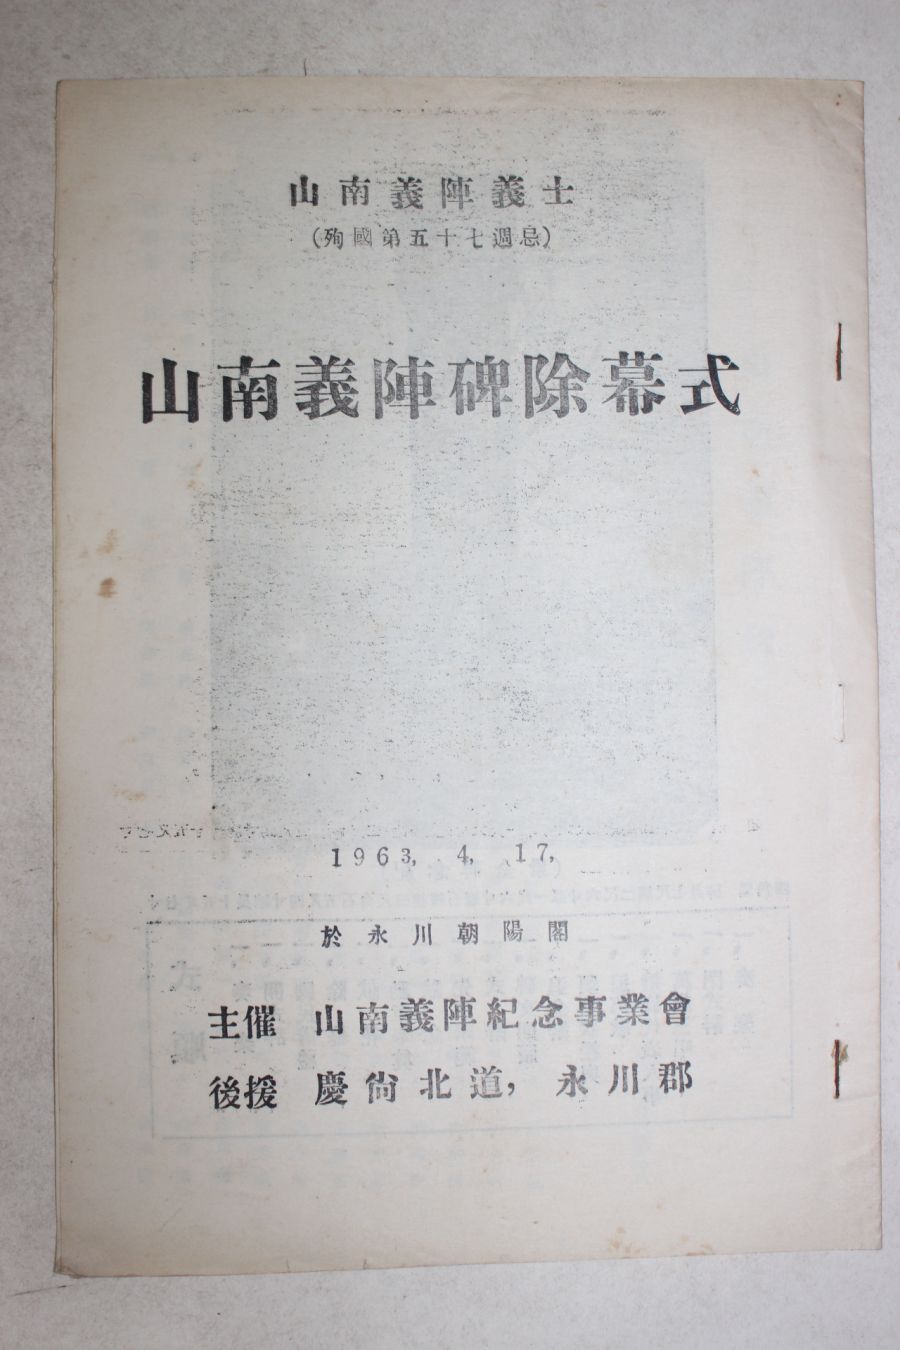 山南義陣義士
(殉國第五十七週忌)
山南義陣碑除幕式
1963, 4, 17,
於永川朝陽閣
主催 山南義陣紀念事業會
後援 慶尙北道, 永川郡